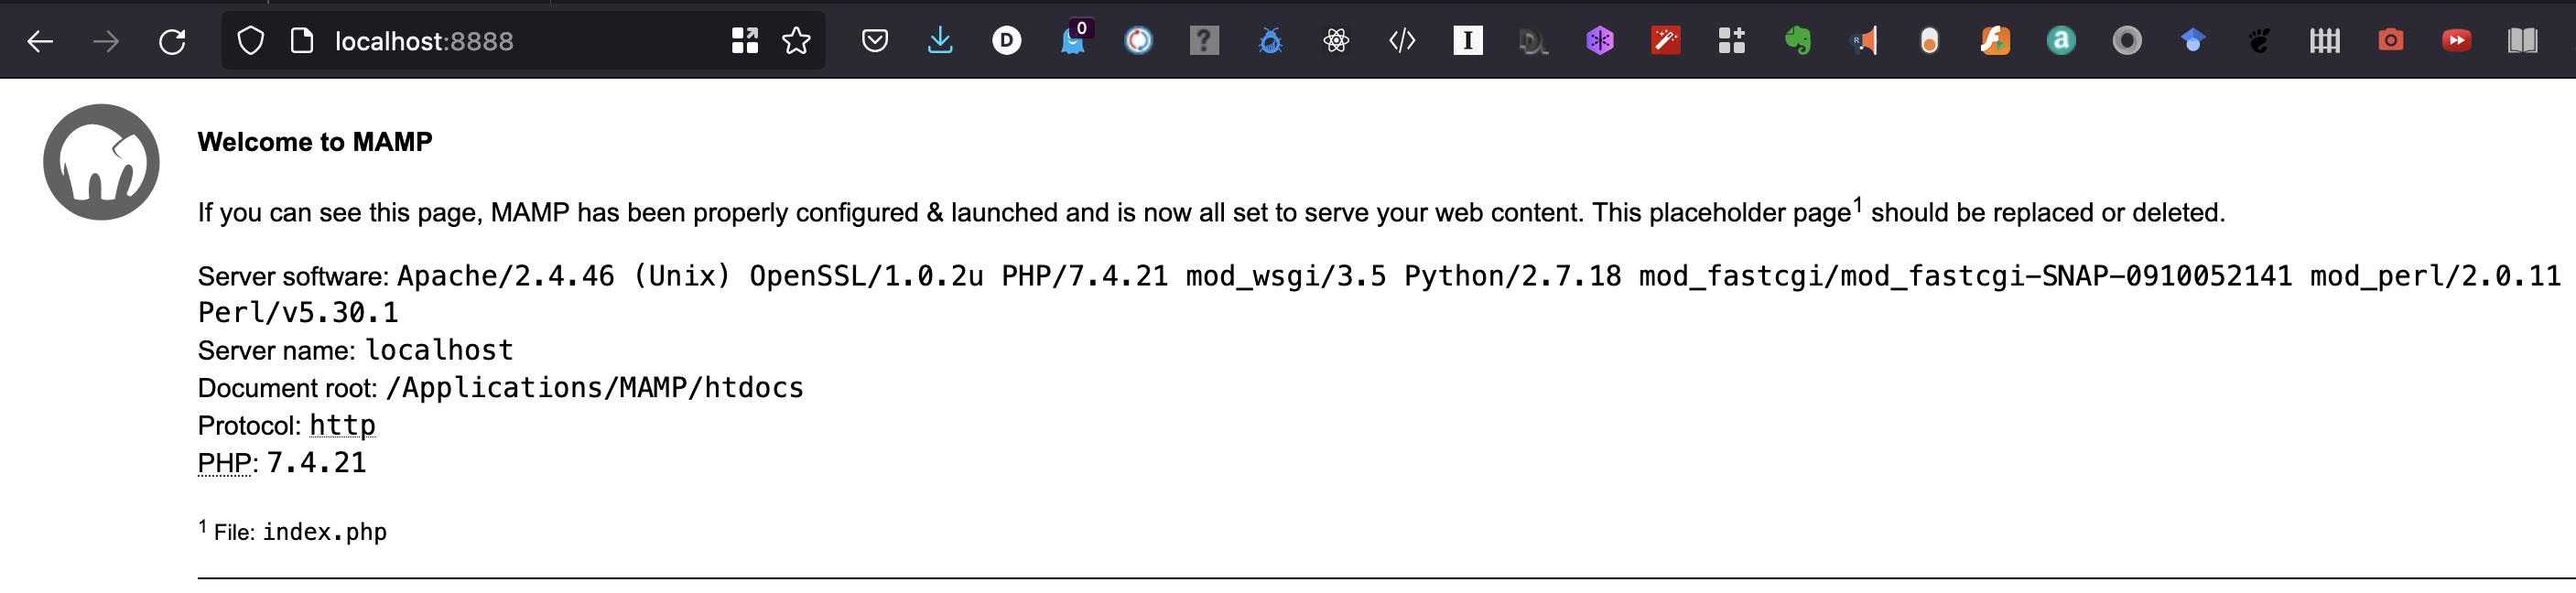 localhost:8888
0
D
?
</>
I
DL
R
a
Welcome to MAMP
If you can see this page, MAMP has been properly configured & launched and is now all set to serve your web content. This placeholder page1 should be replaced or deleted.
Server software: Apache/2.4.46 (Unix) OpenSSL/1.0.2u PHP/7.4.21 mod_wsgi/3.5 Python/2.7.18 mod_fastcgi/mod_fastcgi-SNAP-0910052141 mod_perl/2.0.11
Perl/v5.30.1
Server name: localhost
Document root: /Applications/MAMP/htdocs
Protocol: http
PHP: 7.4.21
1 File: index.php